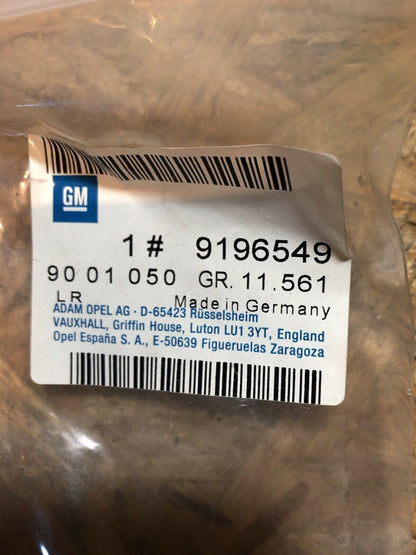 GM
1 # 9196549
90 01 050 GR. 11.561
LR Made in Germany
ADAM OPEL AG · D-65423 Rüsselsheim
VAUXHALL, Griffin House, Luton LU1 3YT, England
Opel España S. A., E-50639 Figueruelas Zaragoza